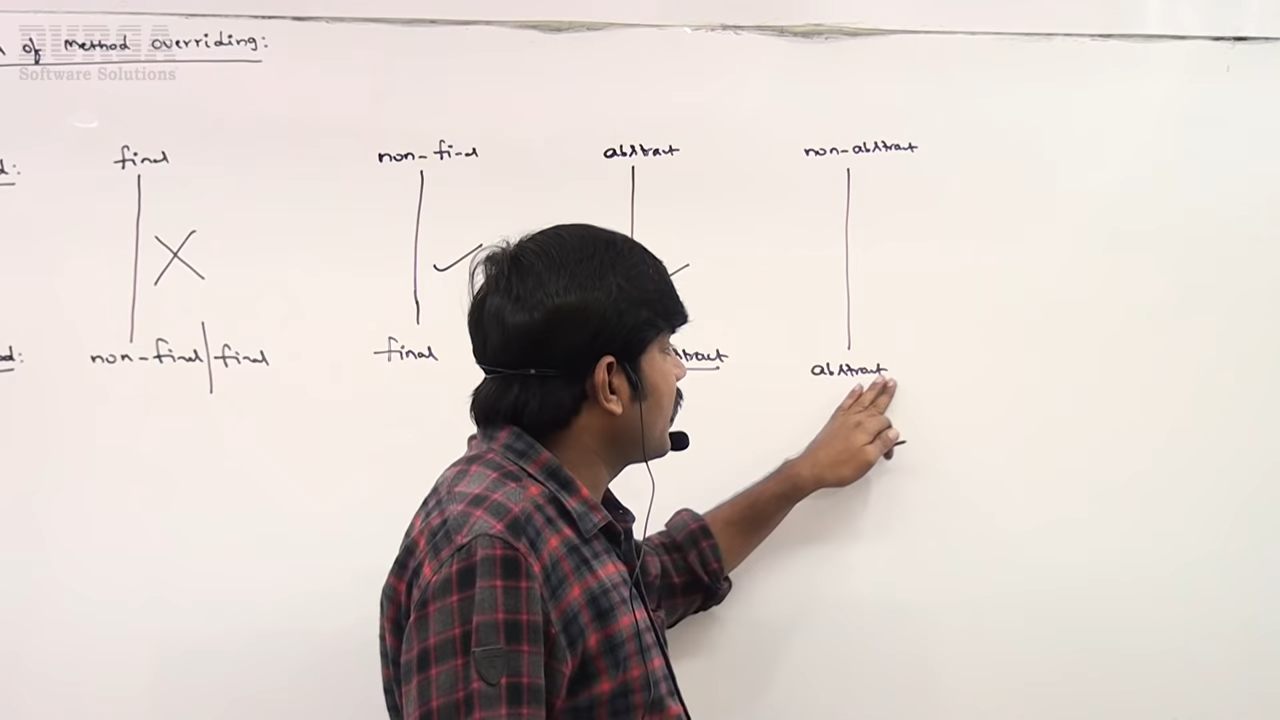 of Method overriding:
Software Solutions
final non-final abstract non-abstract
non-final/final final abstract